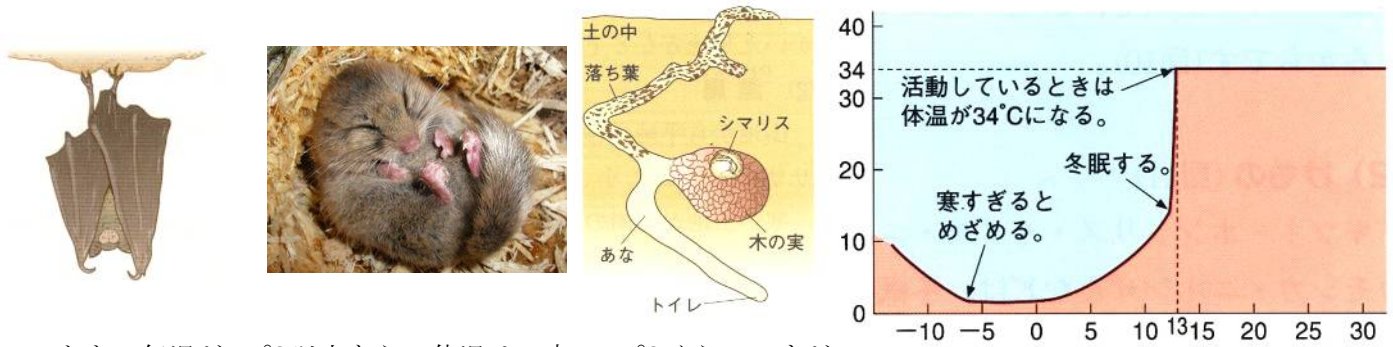 土の中
落ち葉
シマリス
木の実
あな
トイレ
42
40
34
30
20
10
0
活動しているときは
体温が34℃になる。
冬眠する。
寒すぎると
めざめる。
−10 −5 0 5 10 13 15 20 25 30